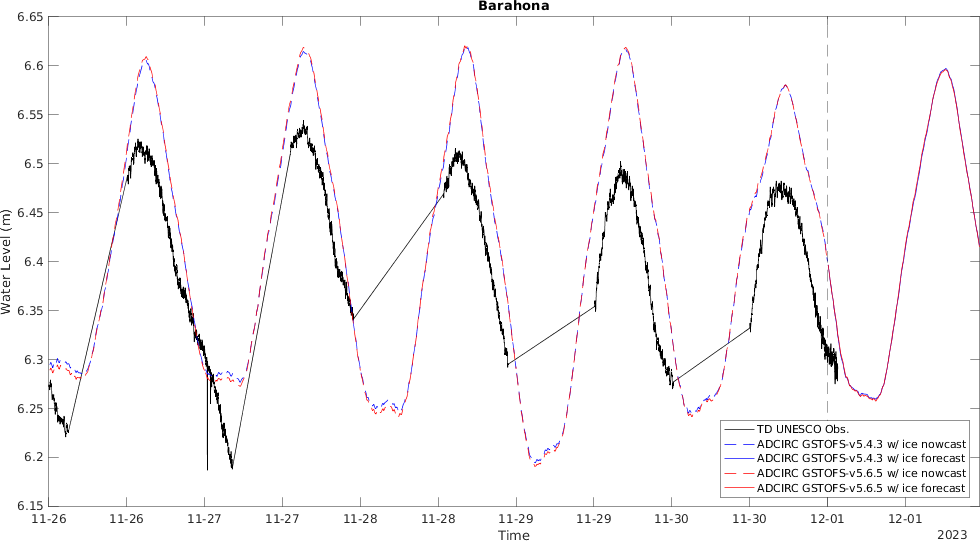 Barahona
6.65
6.6
6.55
6.5
6.45
6.4
6.35
6.3
6.25
6.2
6.15
Water Level (m)
11-26 11-26 11-27 11-27 11-28 11-28 11-29 11-29 11-30 11-30 12-01 12-01
Time
2023
TD UNESCO Obs.
ADCIRC GSTOFS-v5.4.3 w/ ice nowcast
ADCIRC GSTOFS-v5.4.3 w/ ice forecast
ADCIRC GSTOFS-v5.6.5 w/ ice nowcast
ADCIRC GSTOFS-v5.6.5 w/ ice forecast